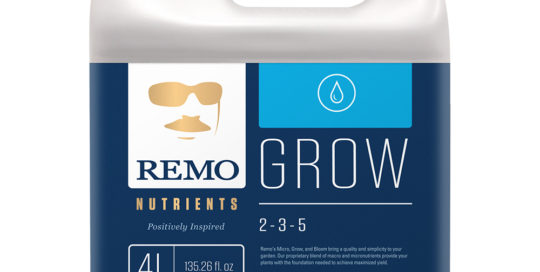 REMO
NUTRIENTS
Positively Inspired
GROW
2-3-5
Remo's Micro, Grow, and Bloom bring a quality and simplicity to your
garden. Our proprietary blend of macro and micronutrients provide your
plants with the foundation needed to achieve maximized yield.
4L
135.26 fl. oz